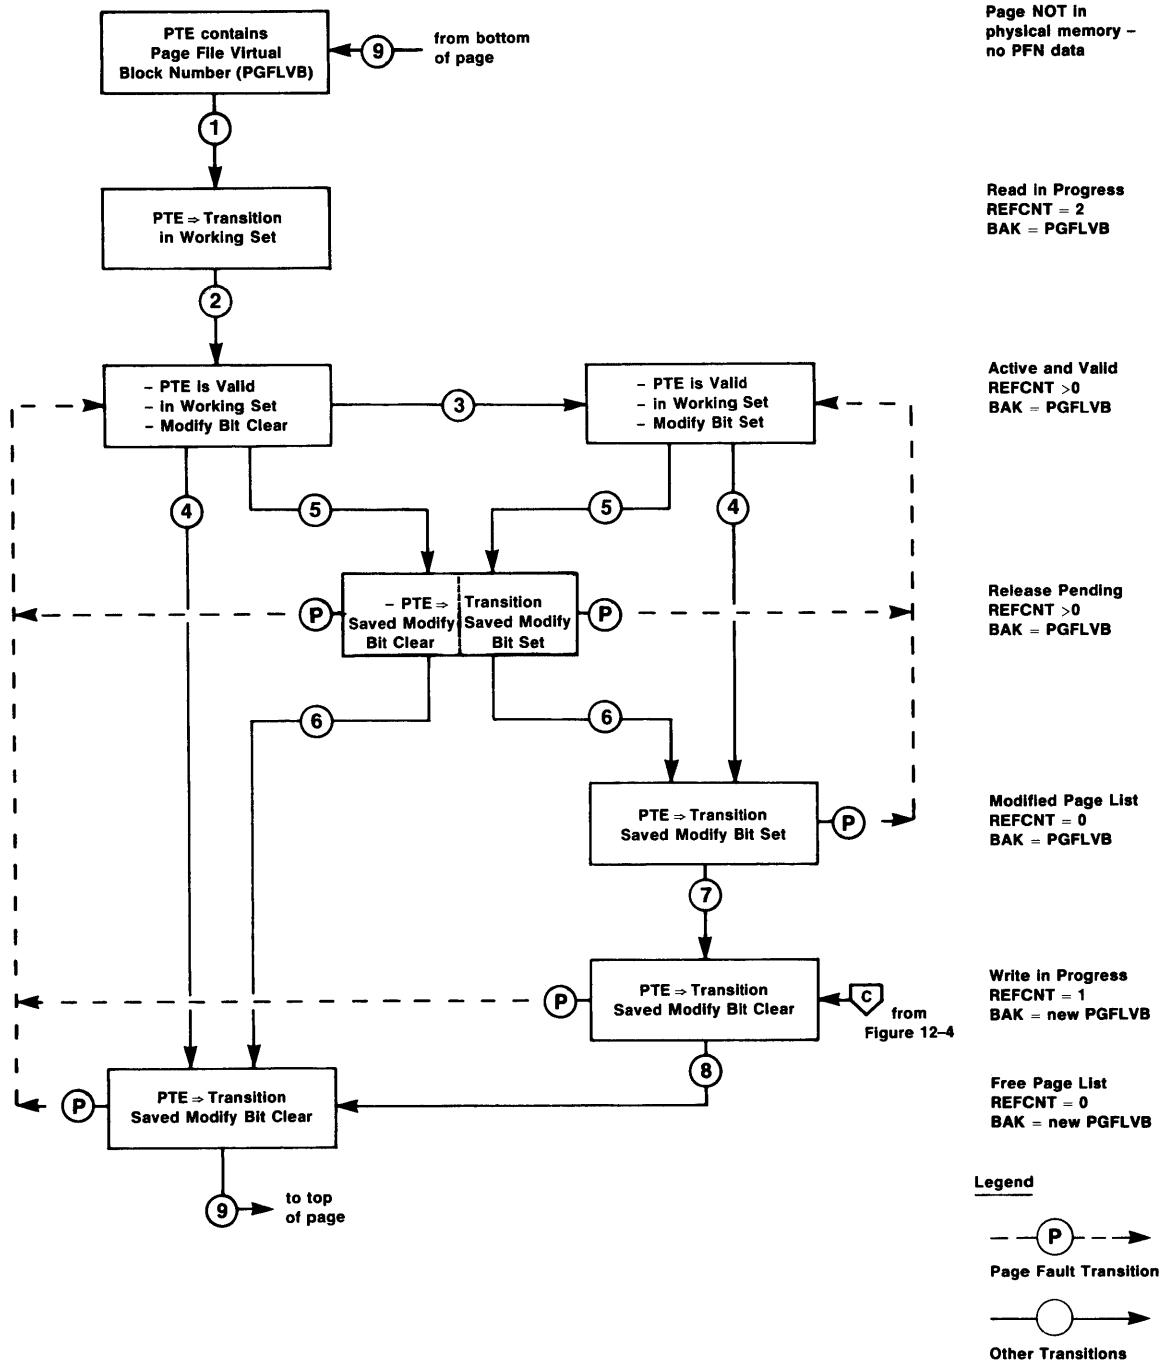 PTE contains
Page File Virtual
Block Number (PGFLVB)
9
from bottom
of page
Page NOT in
physical memory –
no PFN data
1
PTE ⇒ Transition
in Working Set
Read in Progress
REFCNT = 2
BAK = PGFLVB
2
– PTE is Valid
– in Working Set
– Modify Bit Clear
3
– PTE is Valid
– in Working Set
– Modify Bit Set
Active and Valid
REFCNT >0
BAK = PGFLVB
4
5
5
4
P
– PTE ⇒
Saved Modify
Bit Clear
Transition
Saved Modify
Bit Set
P
Release Pending
REFCNT >0
BAK = PGFLVB
6
6
PTE ⇒ Transition
Saved Modify Bit Set
P
Modified Page List
REFCNT = 0
BAK = PGFLVB
7
P
PTE ⇒ Transition
Saved Modify Bit Clear
C
from
Figure 12–4
Write in Progress
REFCNT = 1
BAK = new PGFLVB
8
P
PTE ⇒ Transition
Saved Modify Bit Clear
Free Page List
REFCNT = 0
BAK = new PGFLVB
9
to top
of page
Legend
P
Page Fault Transition
Other Transitions